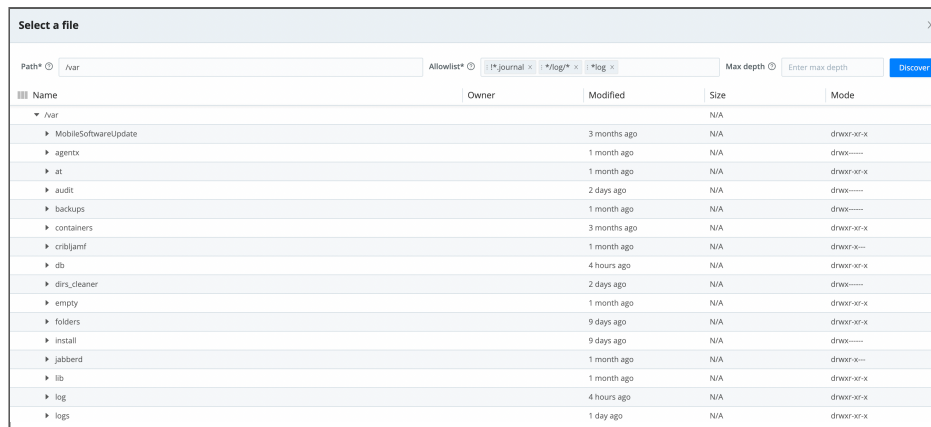 Select a file
Path* /var Allowlist* !*.journal × */log/* × *log × Max depth Enter max depth Discover
Name Owner Modified Size Mode
/var N/A
MobileSoftwareUpdate 3 months ago N/A drwxr-xr-x
agentx 1 month ago N/A drwx------
at 1 month ago N/A drwxr-xr-x
audit 2 days ago N/A drwx------
backups 1 month ago N/A drwx------
containers 3 months ago N/A drwxr-xr-x
cribljamf 1 month ago N/A drwxr-x---
db 4 hours ago N/A drwxr-xr-x
dirs_cleaner 2 days ago N/A drwx------
empty 1 month ago N/A drwxr-xr-x
folders 9 days ago N/A drwxr-xr-x
install 9 days ago N/A drwx------
jabberd 1 month ago N/A drwxr-x---
lib 1 month ago N/A drwxr-xr-x
log 4 hours ago N/A drwxr-xr-x
logs 1 day ago N/A drwxr-xr-x